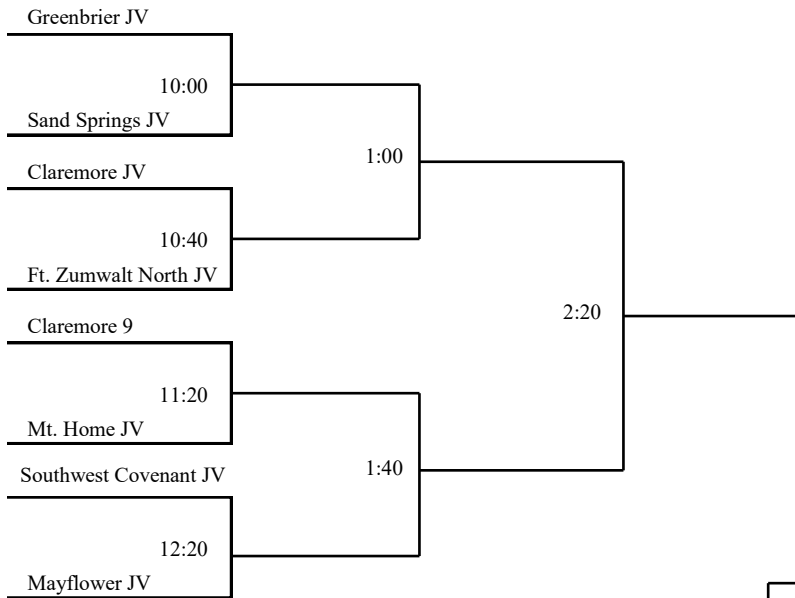 Greenbrier JV
10:00
Sand Springs JV
1:00
Claremore JV
10:40
Ft. Zumwalt North JV
2:20
Claremore 9
11:20
Mt. Home JV
1:40
Southwest Covenant JV
12:20
Mayflower JV